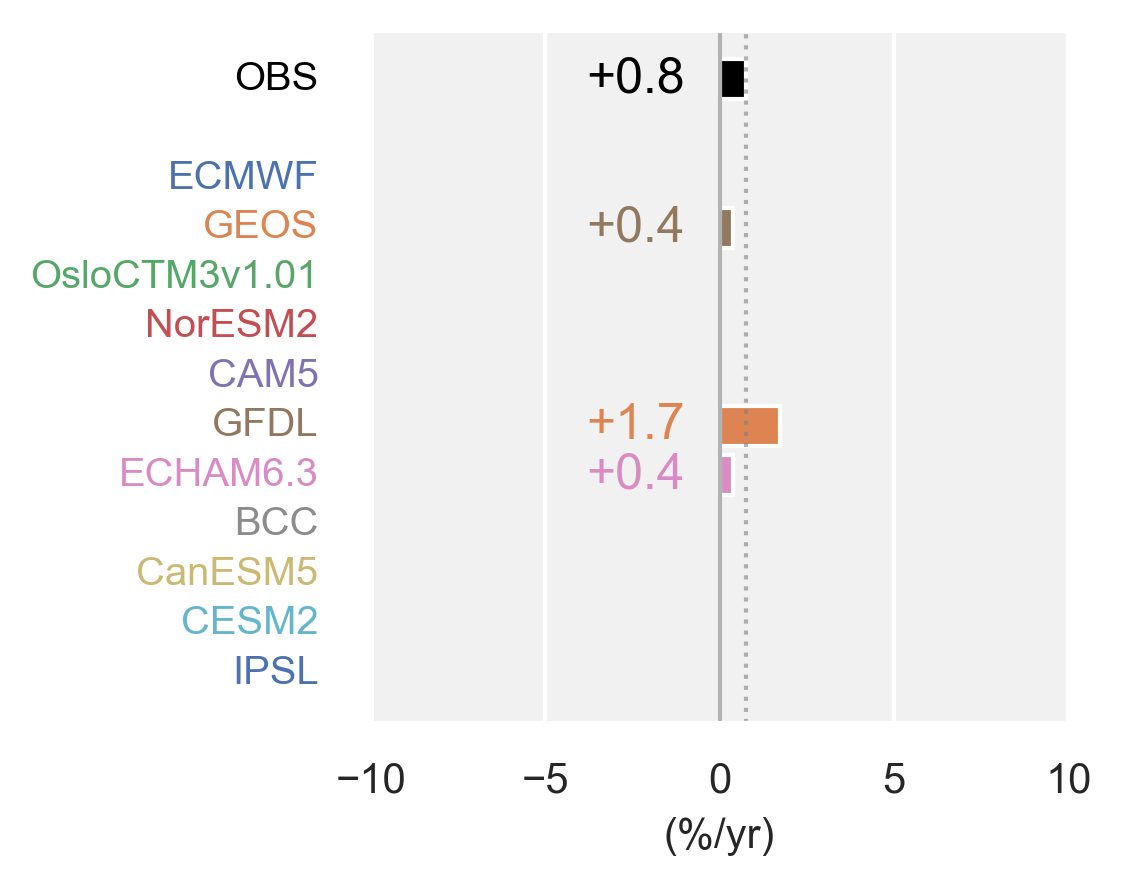 OBS +0.8
ECMWF
GEOS +0.4
OsloCTM3v1.01
NorESM2
CAM5
GFDL +1.7
ECHAM6.3 +0.4
BCC
CanESM5
CESM2
IPSL
−10 −5 0 5 10
(%/yr)